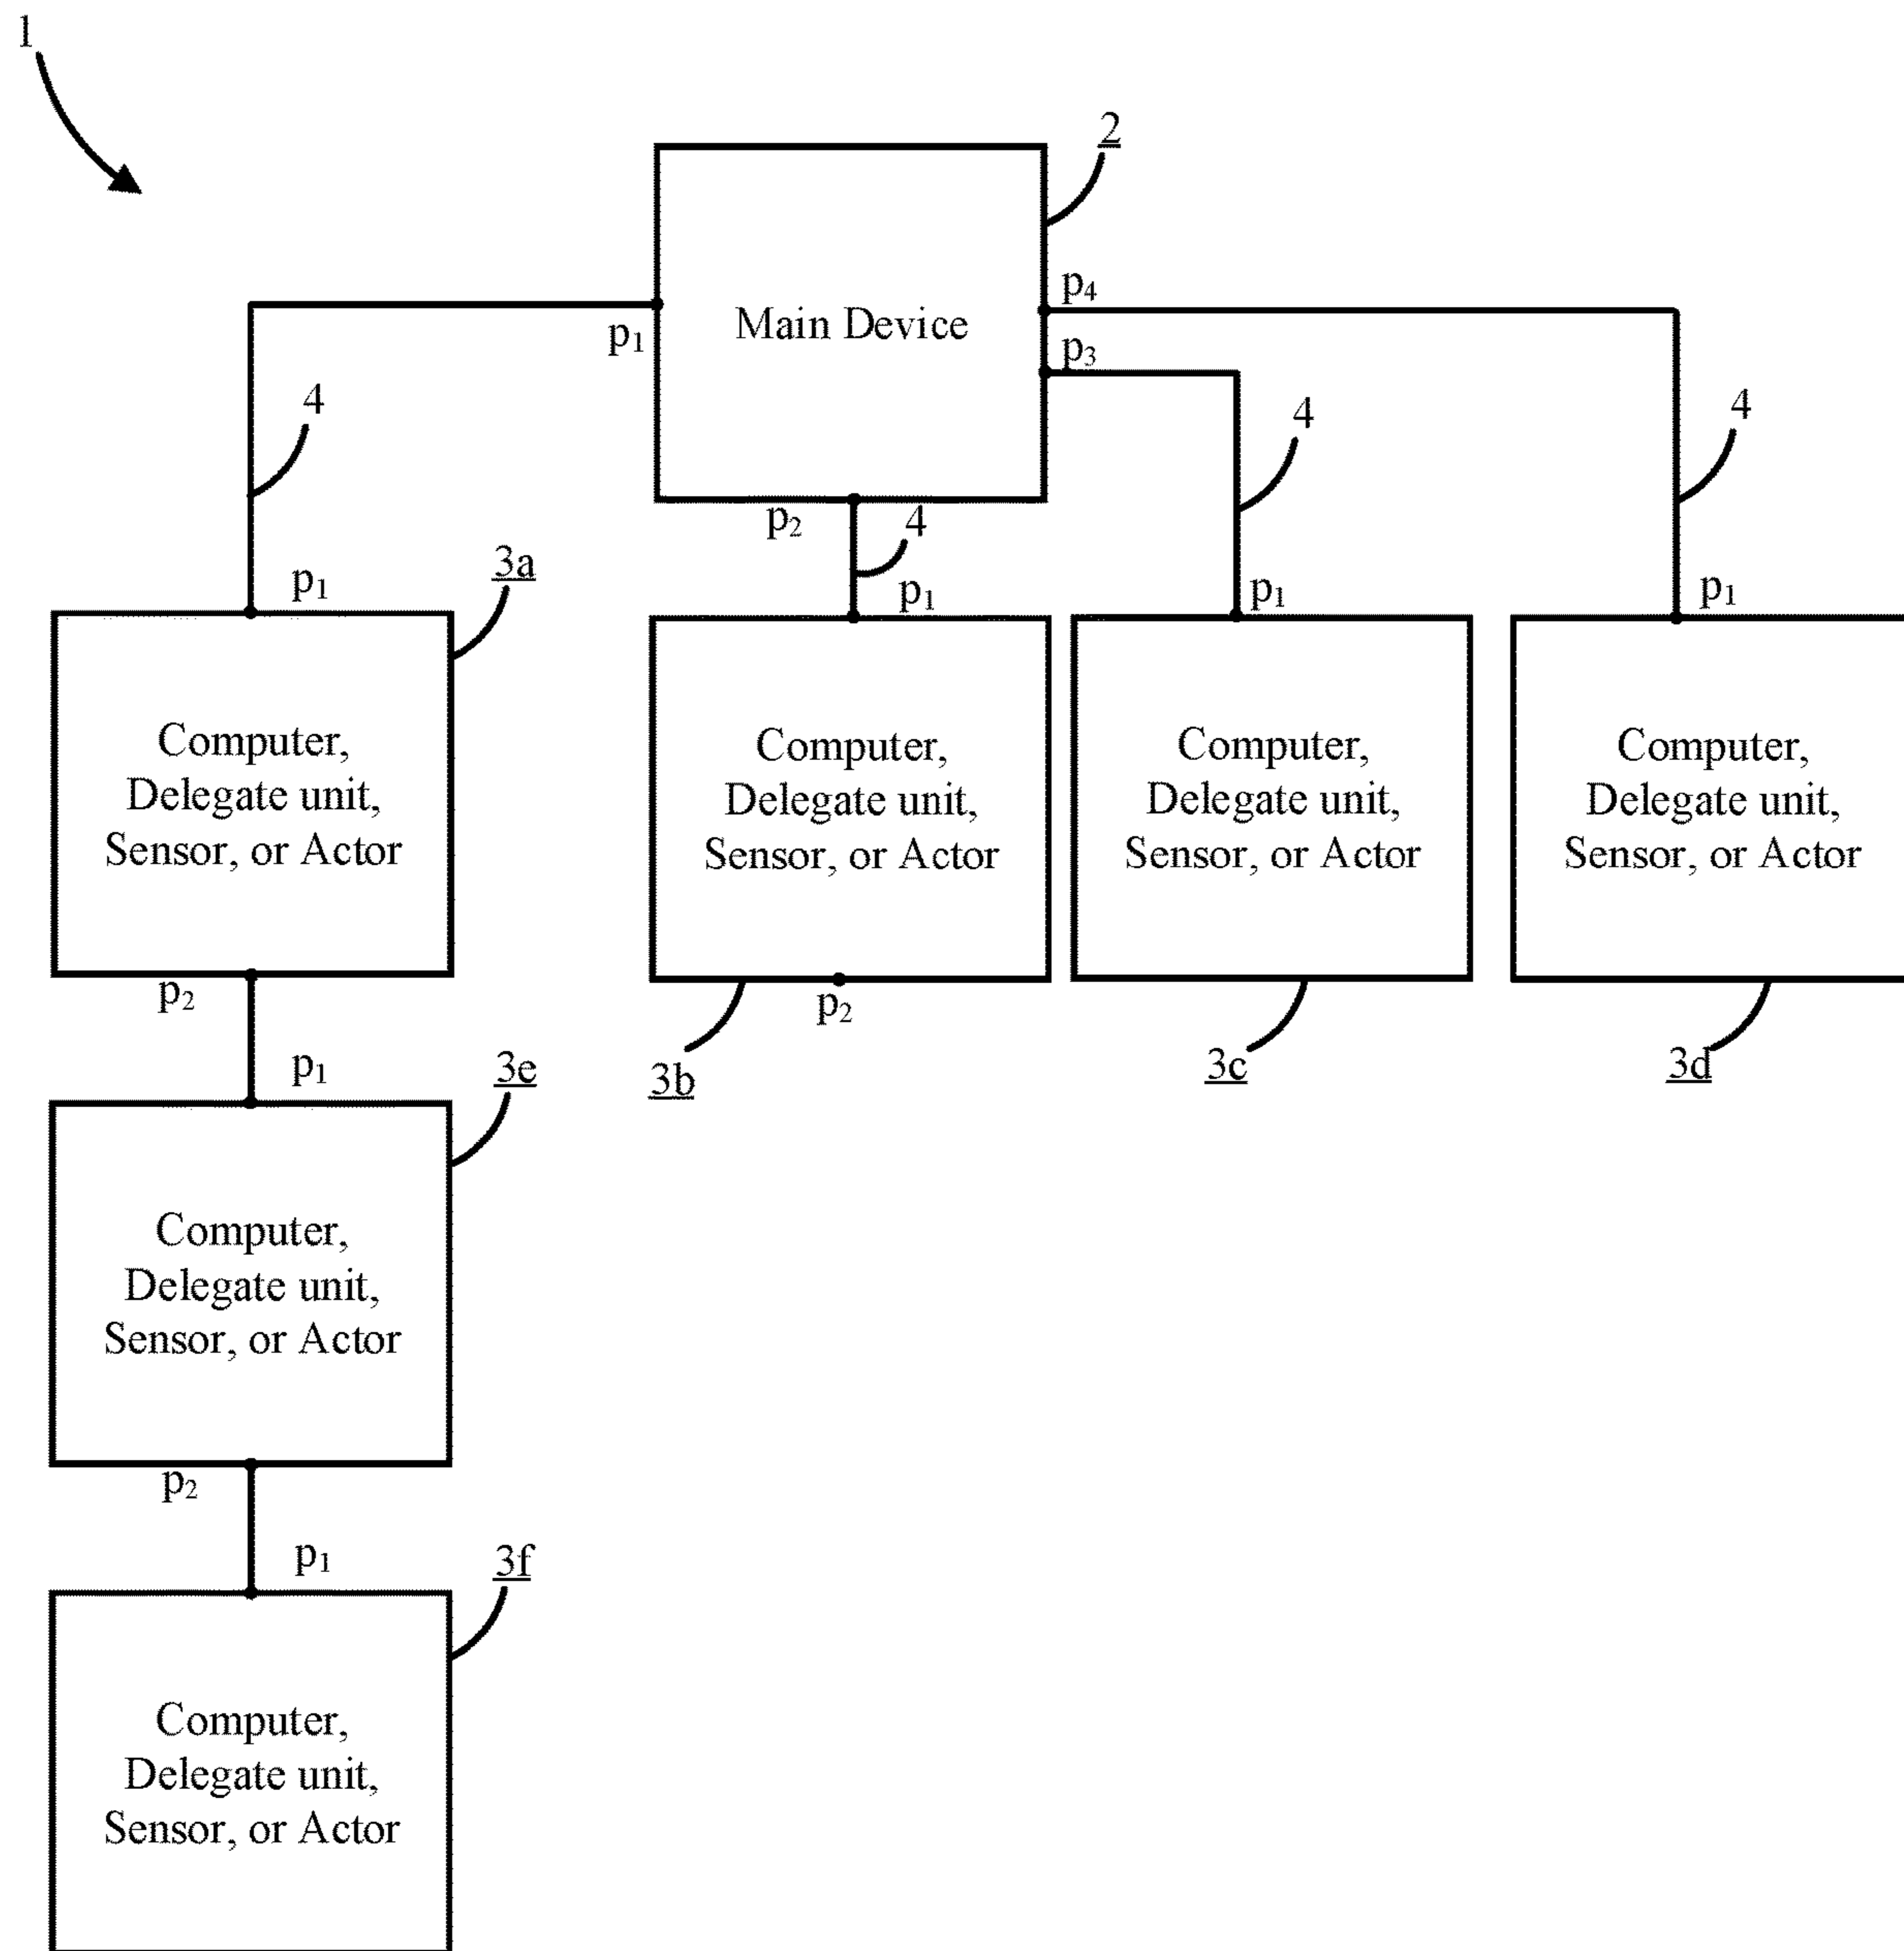 1
2
Main Device
p₁
p₄
p₃
p₂
4
4
4
4
p₁
3a
p₁
p₁
p₁
Computer,
Delegate unit,
Sensor, or Actor
Computer,
Delegate unit,
Sensor, or Actor
Computer,
Delegate unit,
Sensor, or Actor
Computer,
Delegate unit,
Sensor, or Actor
p₂
p₂
3b
3c
3d
p₁
3e
Computer,
Delegate unit,
Sensor, or Actor
p₂
p₁
3f
Computer,
Delegate unit,
Sensor, or Actor